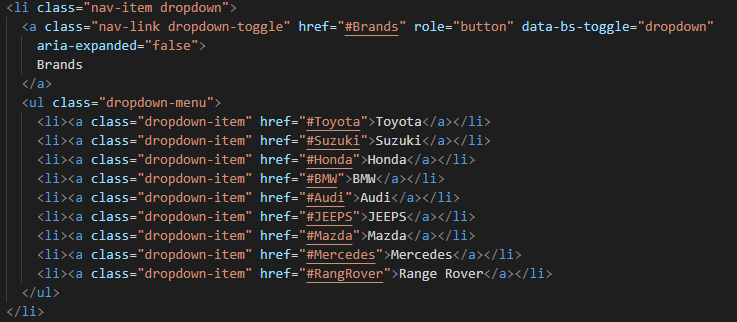 <li class="nav-item dropdown">
<a class="nav-link dropdown-toggle" href="#Brands" role="button" data-bs-toggle="dropdown"
aria-expanded="false">
Brands
</a>
<ul class="dropdown-menu">
<li><a class="dropdown-item" href="#Toyota">Toyota</a></li>
<li><a class="dropdown-item" href="#Suzuki">Suzuki</a></li>
<li><a class="dropdown-item" href="#Honda">Honda</a></li>
<li><a class="dropdown-item" href="#BMW">BMW</a></li>
<li><a class="dropdown-item" href="#Audi">Audi</a></li>
<li><a class="dropdown-item" href="#JEEPS">JEEPS</a></li>
<li><a class="dropdown-item" href="#Mazda">Mazda</a></li>
<li><a class="dropdown-item" href="#Mercedes">Mercedes</a></li>
<li><a class="dropdown-item" href="#RangRover">Range Rover</a></li>
</ul>
</li>